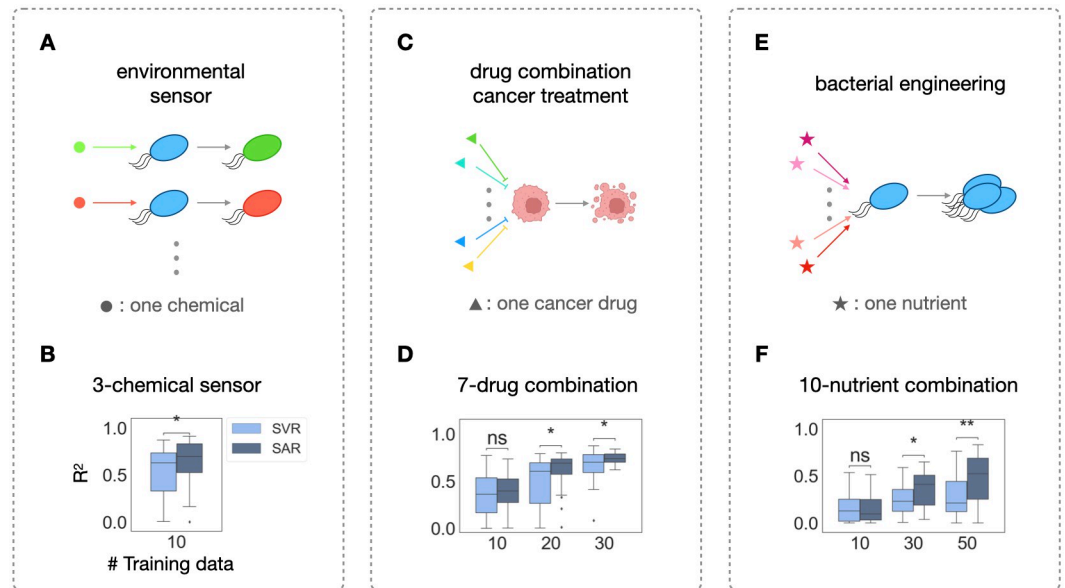 A
environmental
sensor
: one chemical
B
3-chemical sensor
*
1.0
0.5
0.0
R²
10
# Training data
SVR
SAR
C
drug combination
cancer treatment
: one cancer drug
D
7-drug combination
ns
*
*
1.0
0.5
0.0
10 20 30
E
bacterial engineering
: one nutrient
F
10-nutrient combination
ns
*
**
1.0
0.5
0.0
10 30 50